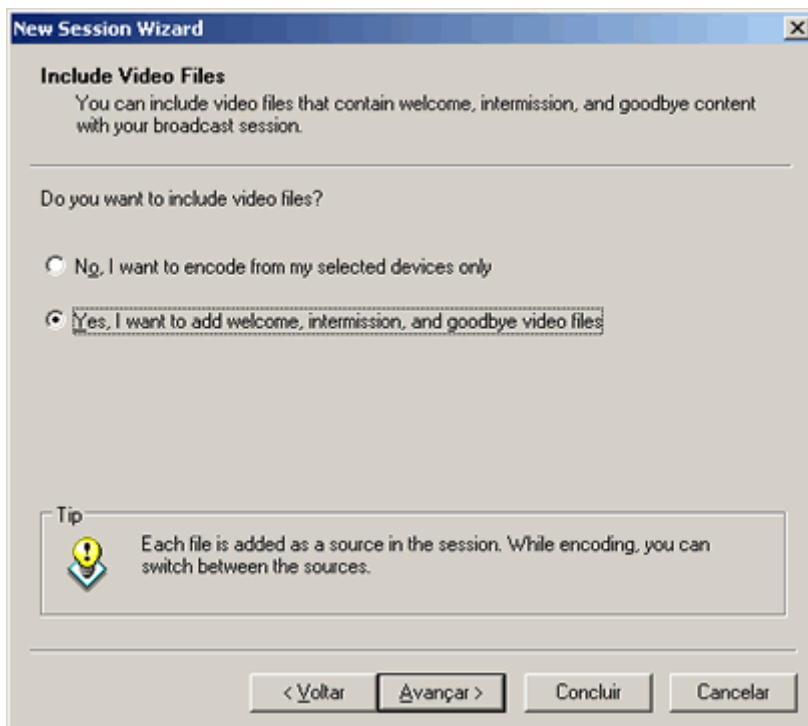 New Session Wizard
Include Video Files
You can include video files that contain welcome, intermission, and goodbye content
with your broadcast session.
Do you want to include video files?
No, I want to encode from my selected devices only
Yes, I want to add welcome, intermission, and goodbye video files
Tip
Each file is added as a source in the session. While encoding, you can
switch between the sources.
< Voltar Avançar > Concluir Cancelar